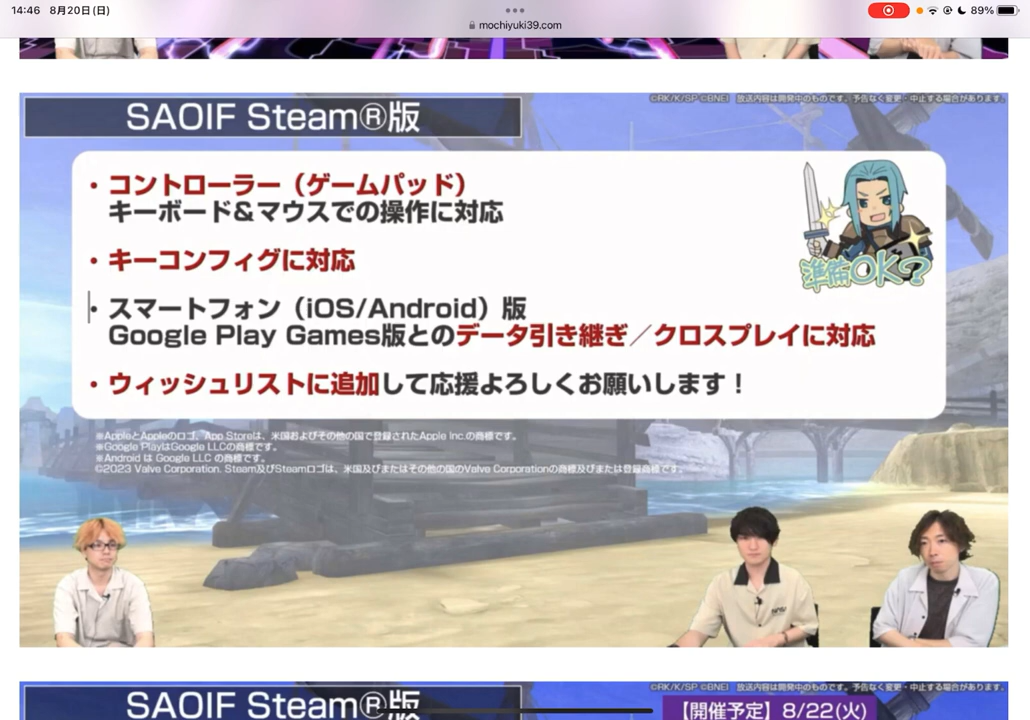 14:46 8月20日(日)
89%
mochiyuki39.com
SAOIF Steam®版
©RK/K/SP ©BNEI 放送内容は開発中のものです。予告なく変更・中止する場合があります。
・コントローラー（ゲームパッド）
キーボード＆マウスでの操作に対応
・キーコンフィグに対応
準備OK?
・スマートフォン（iOS/Android）版
Google Play Games版とのデータ引き継ぎ／クロスプレイに対応
・ウィッシュリストに追加して応援よろしくお願いします！
※AppleとAppleのロゴ、App Storeは、米国およびその他の国で登録されたApple Inc.の商標です。
※Google PlayはGoogle LLCの商標です。
※Android は Google LLC の商標です。
©2023 Valve Corporation. Steam及びSteamロゴは、米国及びまたはその他の国のValve Corporationの商標及びまたは登録商標です。
SAOIF Steam®版
©RK/K/SP ©BNEI 放送内容は開発中のものです。予告なく変更・中止する場合があります。
【開催予定】8/22(火)